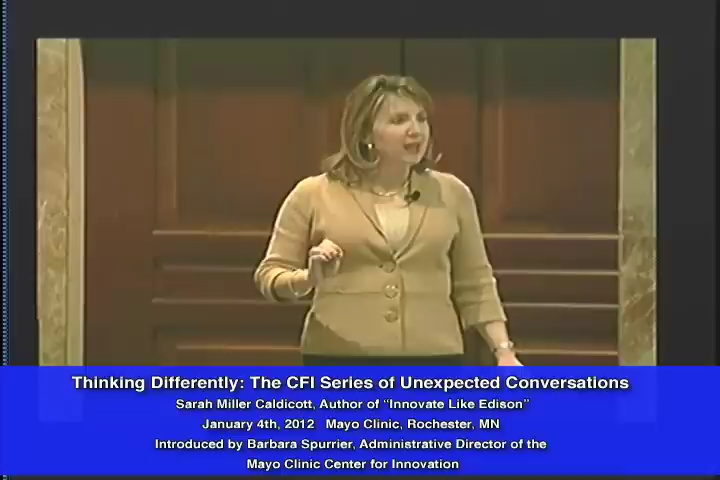 Thinking Differently: The CFI Series of Unexpected Conversations
Sarah Miller Caldicott, Author of “Innovate Like Edison”
January 4th, 2012 Mayo Clinic, Rochester, MN
Introduced by Barbara Spurrier, Administrative Director of the
Mayo Clinic Center for Innovation